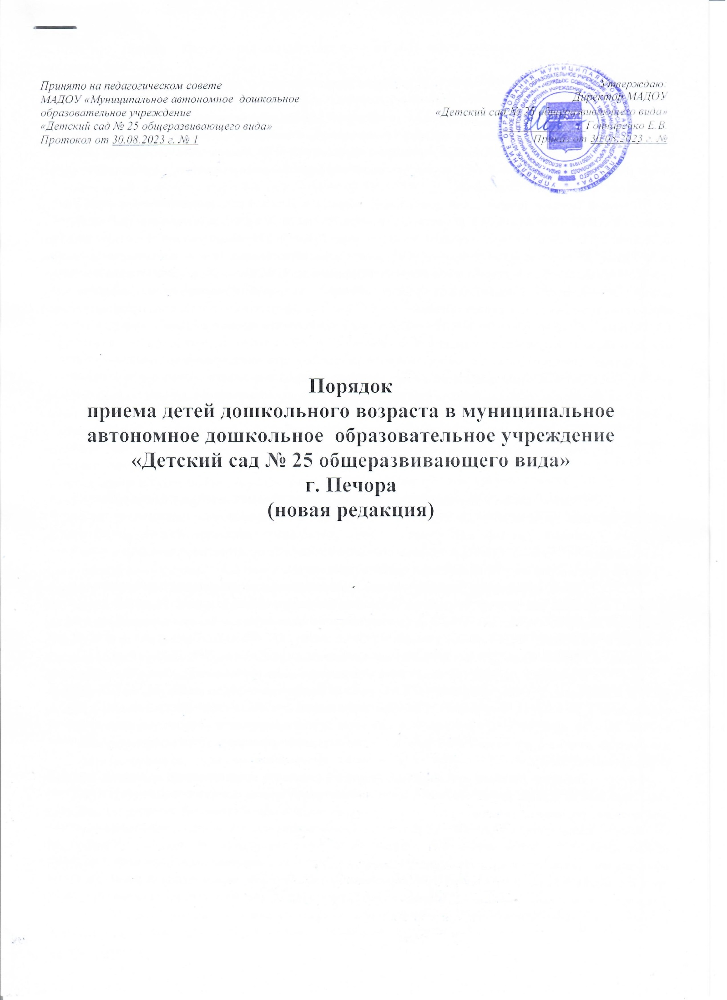 Принято на педагогическом совете
МАДОУ «Муниципальное автономное дошкольное
образовательное учреждение
«Детский сад № 25 общеразвивающего вида»
Протокол от 30.08.2023 г. № 1
Утверждаю:
Директор МАДОУ
«Детский сад № 25 общеразвивающего вида»
Гончаренко Е.В.
Приказ от 30.08.2023 г. №
Порядок
приема детей дошкольного возраста в муниципальное
автономное дошкольное образовательное учреждение
«Детский сад № 25 общеразвивающего вида»
г. Печора
(новая редакция)